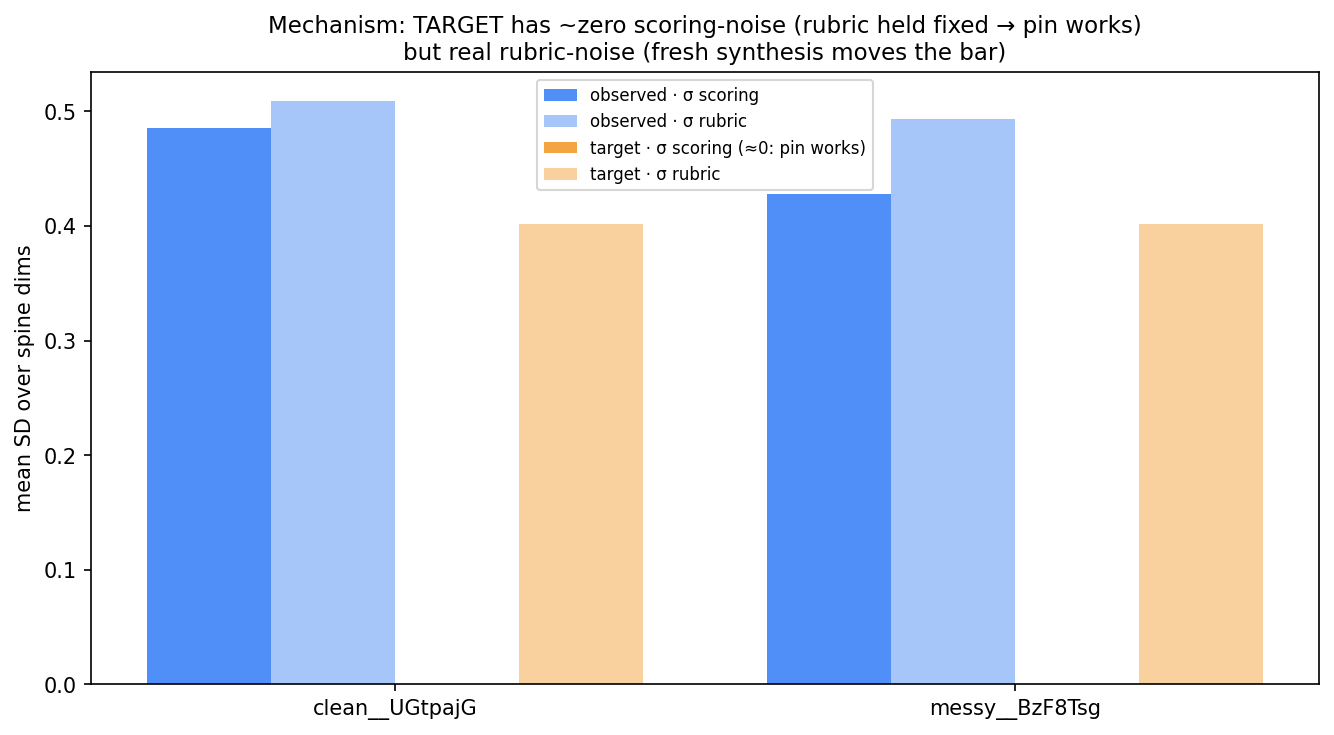 Mechanism: TARGET has ~zero scoring-noise (rubric held fixed → pin works)
but real rubric-noise (fresh synthesis moves the bar)
observed · σ scoring
observed · σ rubric
target · σ scoring (≈0: pin works)
target · σ rubric
mean SD over spine dims
0.5
0.4
0.3
0.2
0.1
0.0
clean__UGtpajG
messy__BzF8Tsg